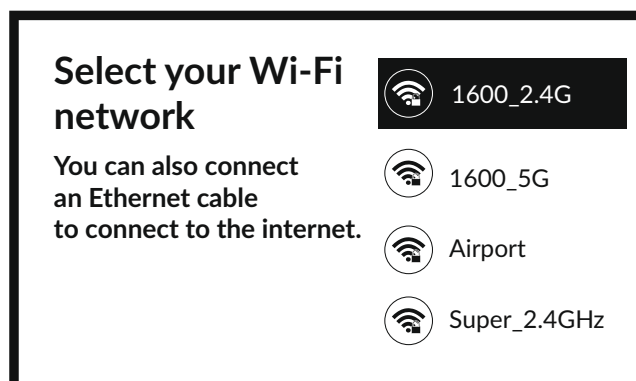 Select your Wi-Fi
network
You can also connect
an Ethernet cable
to connect to the internet.
1600_2.4G
1600_5G
Airport
Super_2.4GHz